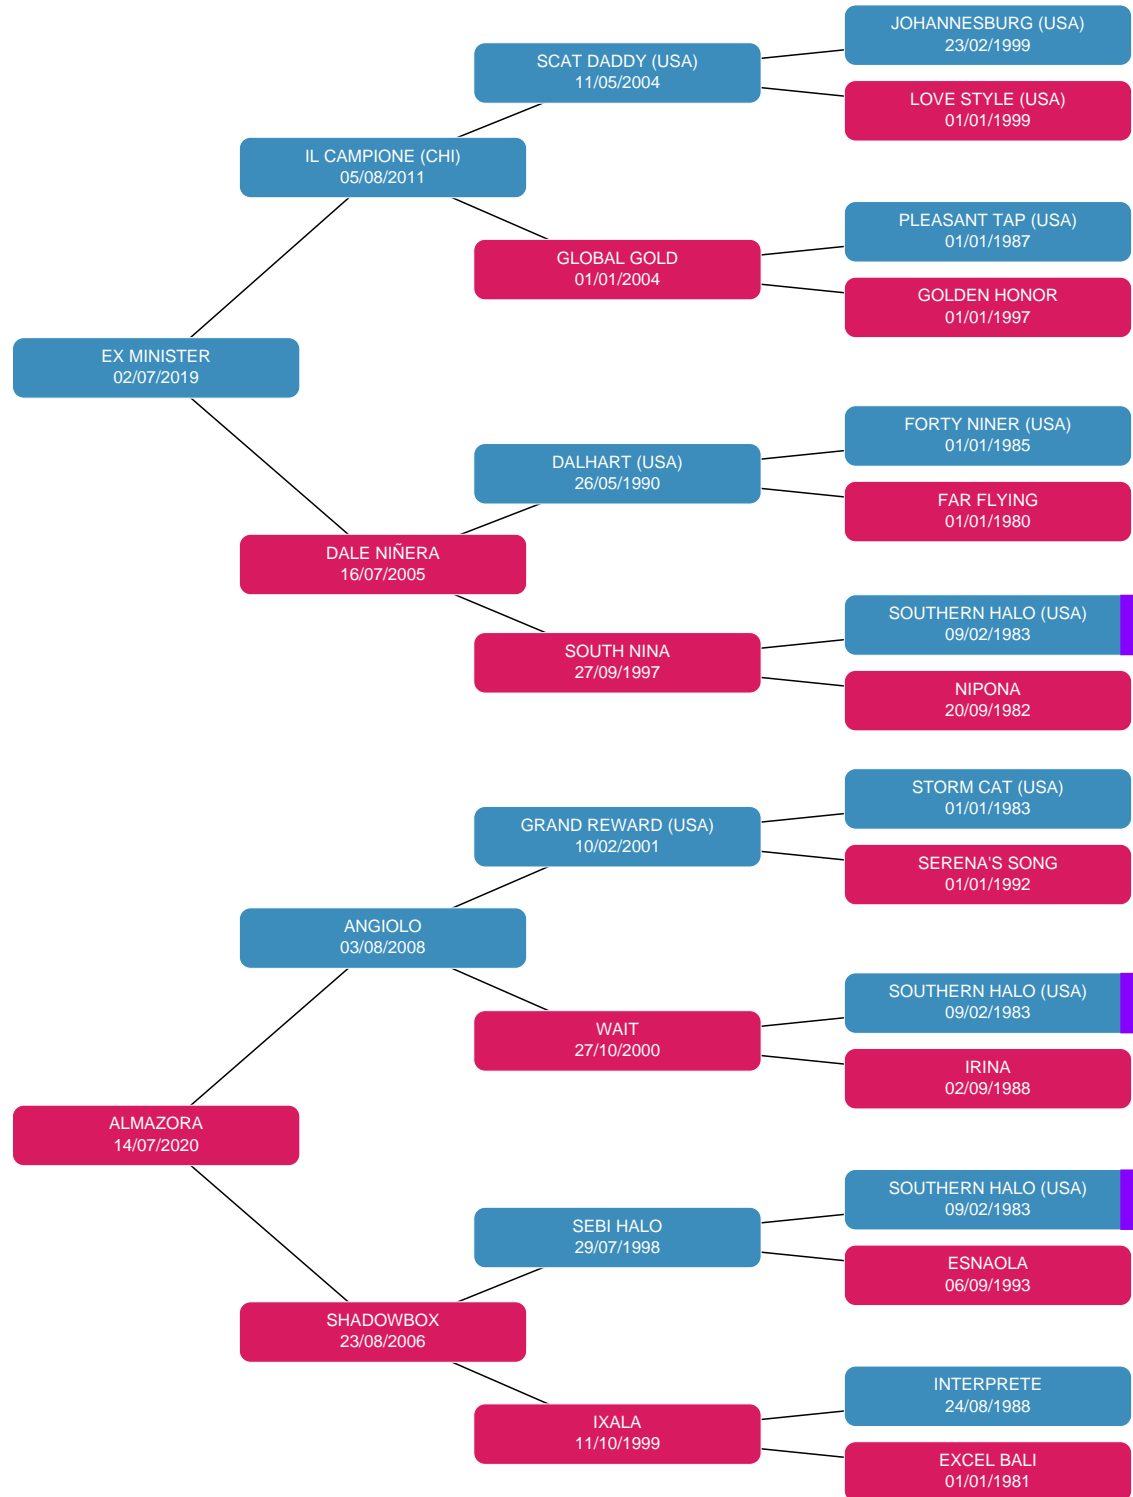 JOHANNESBURG (USA)
23/02/1999
SCAT DADDY (USA)
11/05/2004
LOVE STYLE (USA)
01/01/1999
IL CAMPIONE (CHI)
05/08/2011
PLEASANT TAP (USA)
01/01/1987
GLOBAL GOLD
01/01/2004
GOLDEN HONOR
01/01/1997
EX MINISTER
02/07/2019
FORTY NINER (USA)
01/01/1985
DALHART (USA)
26/05/1990
FAR FLYING
01/01/1980
DALE NIÑERA
16/07/2005
SOUTHERN HALO (USA)
09/02/1983
SOUTH NINA
27/09/1997
NIPONA
20/09/1982
STORM CAT (USA)
01/01/1983
GRAND REWARD (USA)
10/02/2001
SERENA'S SONG
01/01/1992
ANGIOLO
03/08/2008
SOUTHERN HALO (USA)
09/02/1983
WAIT
27/10/2000
IRINA
02/09/1988
ALMAZORA
14/07/2020
SOUTHERN HALO (USA)
09/02/1983
SEBI HALO
29/07/1998
ESNAOLA
06/09/1993
SHADOWBOX
23/08/2006
INTERPRETE
24/08/1988
IXALA
11/10/1999
EXCEL BALI
01/01/1981